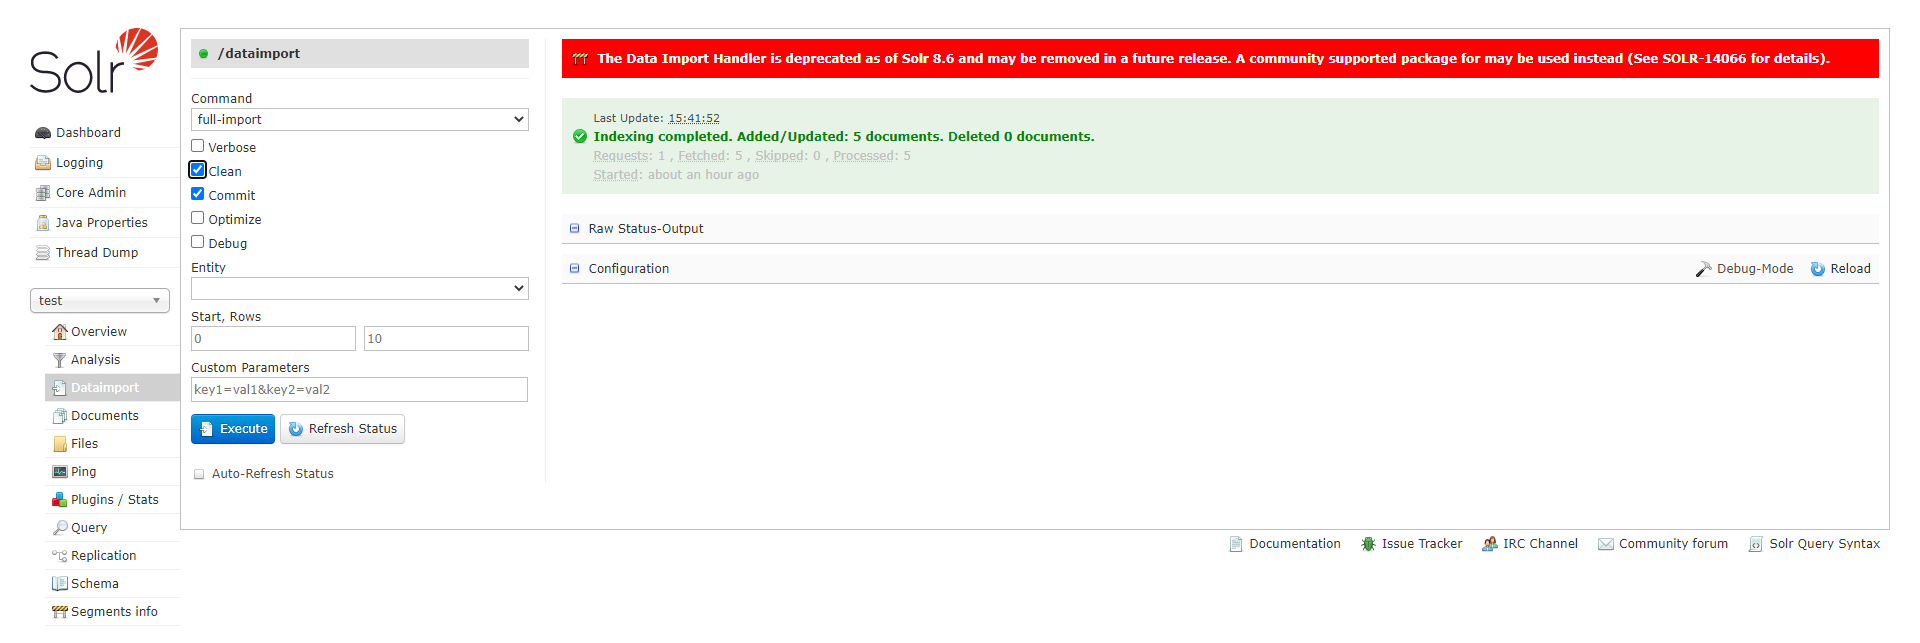 Solr
Dashboard
Logging
Core Admin
Java Properties
Thread Dump
test
Overview
Analysis
Dataimport
Documents
Files
Ping
Plugins / Stats
Query
Replication
Schema
Segments info
/dataimport
Command
full-import
Verbose
Clean
Commit
Optimize
Debug
Entity
Start, Rows
0 10
Custom Parameters
key1=val1&key2=val2
Execute Refresh Status
Auto-Refresh Status
The Data Import Handler is deprecated as of Solr 8.6 and may be removed in a future release. A community supported package for may be used instead (See SOLR-14066 for details).
Last Update: 15:41:52
Indexing completed. Added/Updated: 5 documents. Deleted 0 documents.
Requests: 1 , Fetched: 5 , Skipped: 0 , Processed: 5
Started: about an hour ago
Raw Status-Output
Configuration Debug-Mode Reload
Documentation Issue Tracker IRC Channel Community forum Solr Query Syntax